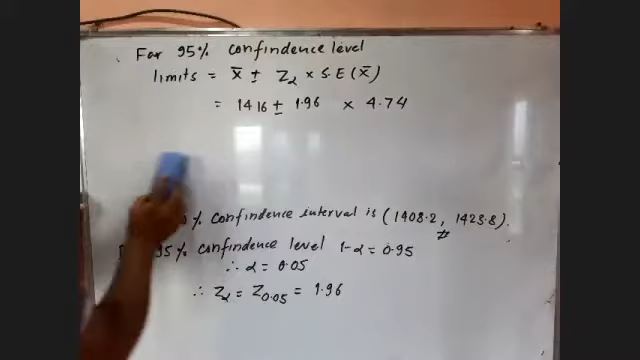 For 95% confindence level
limits = x̄ ± Zα × S.E (x̄)
= 1416 ± 1.96 × 4.74
% confindence interval is (1408.2, 1423.8).
95% confindence level 1-α = 0.95
∴ α = 0.05
∴ Zα = Z0.05 = 1.96